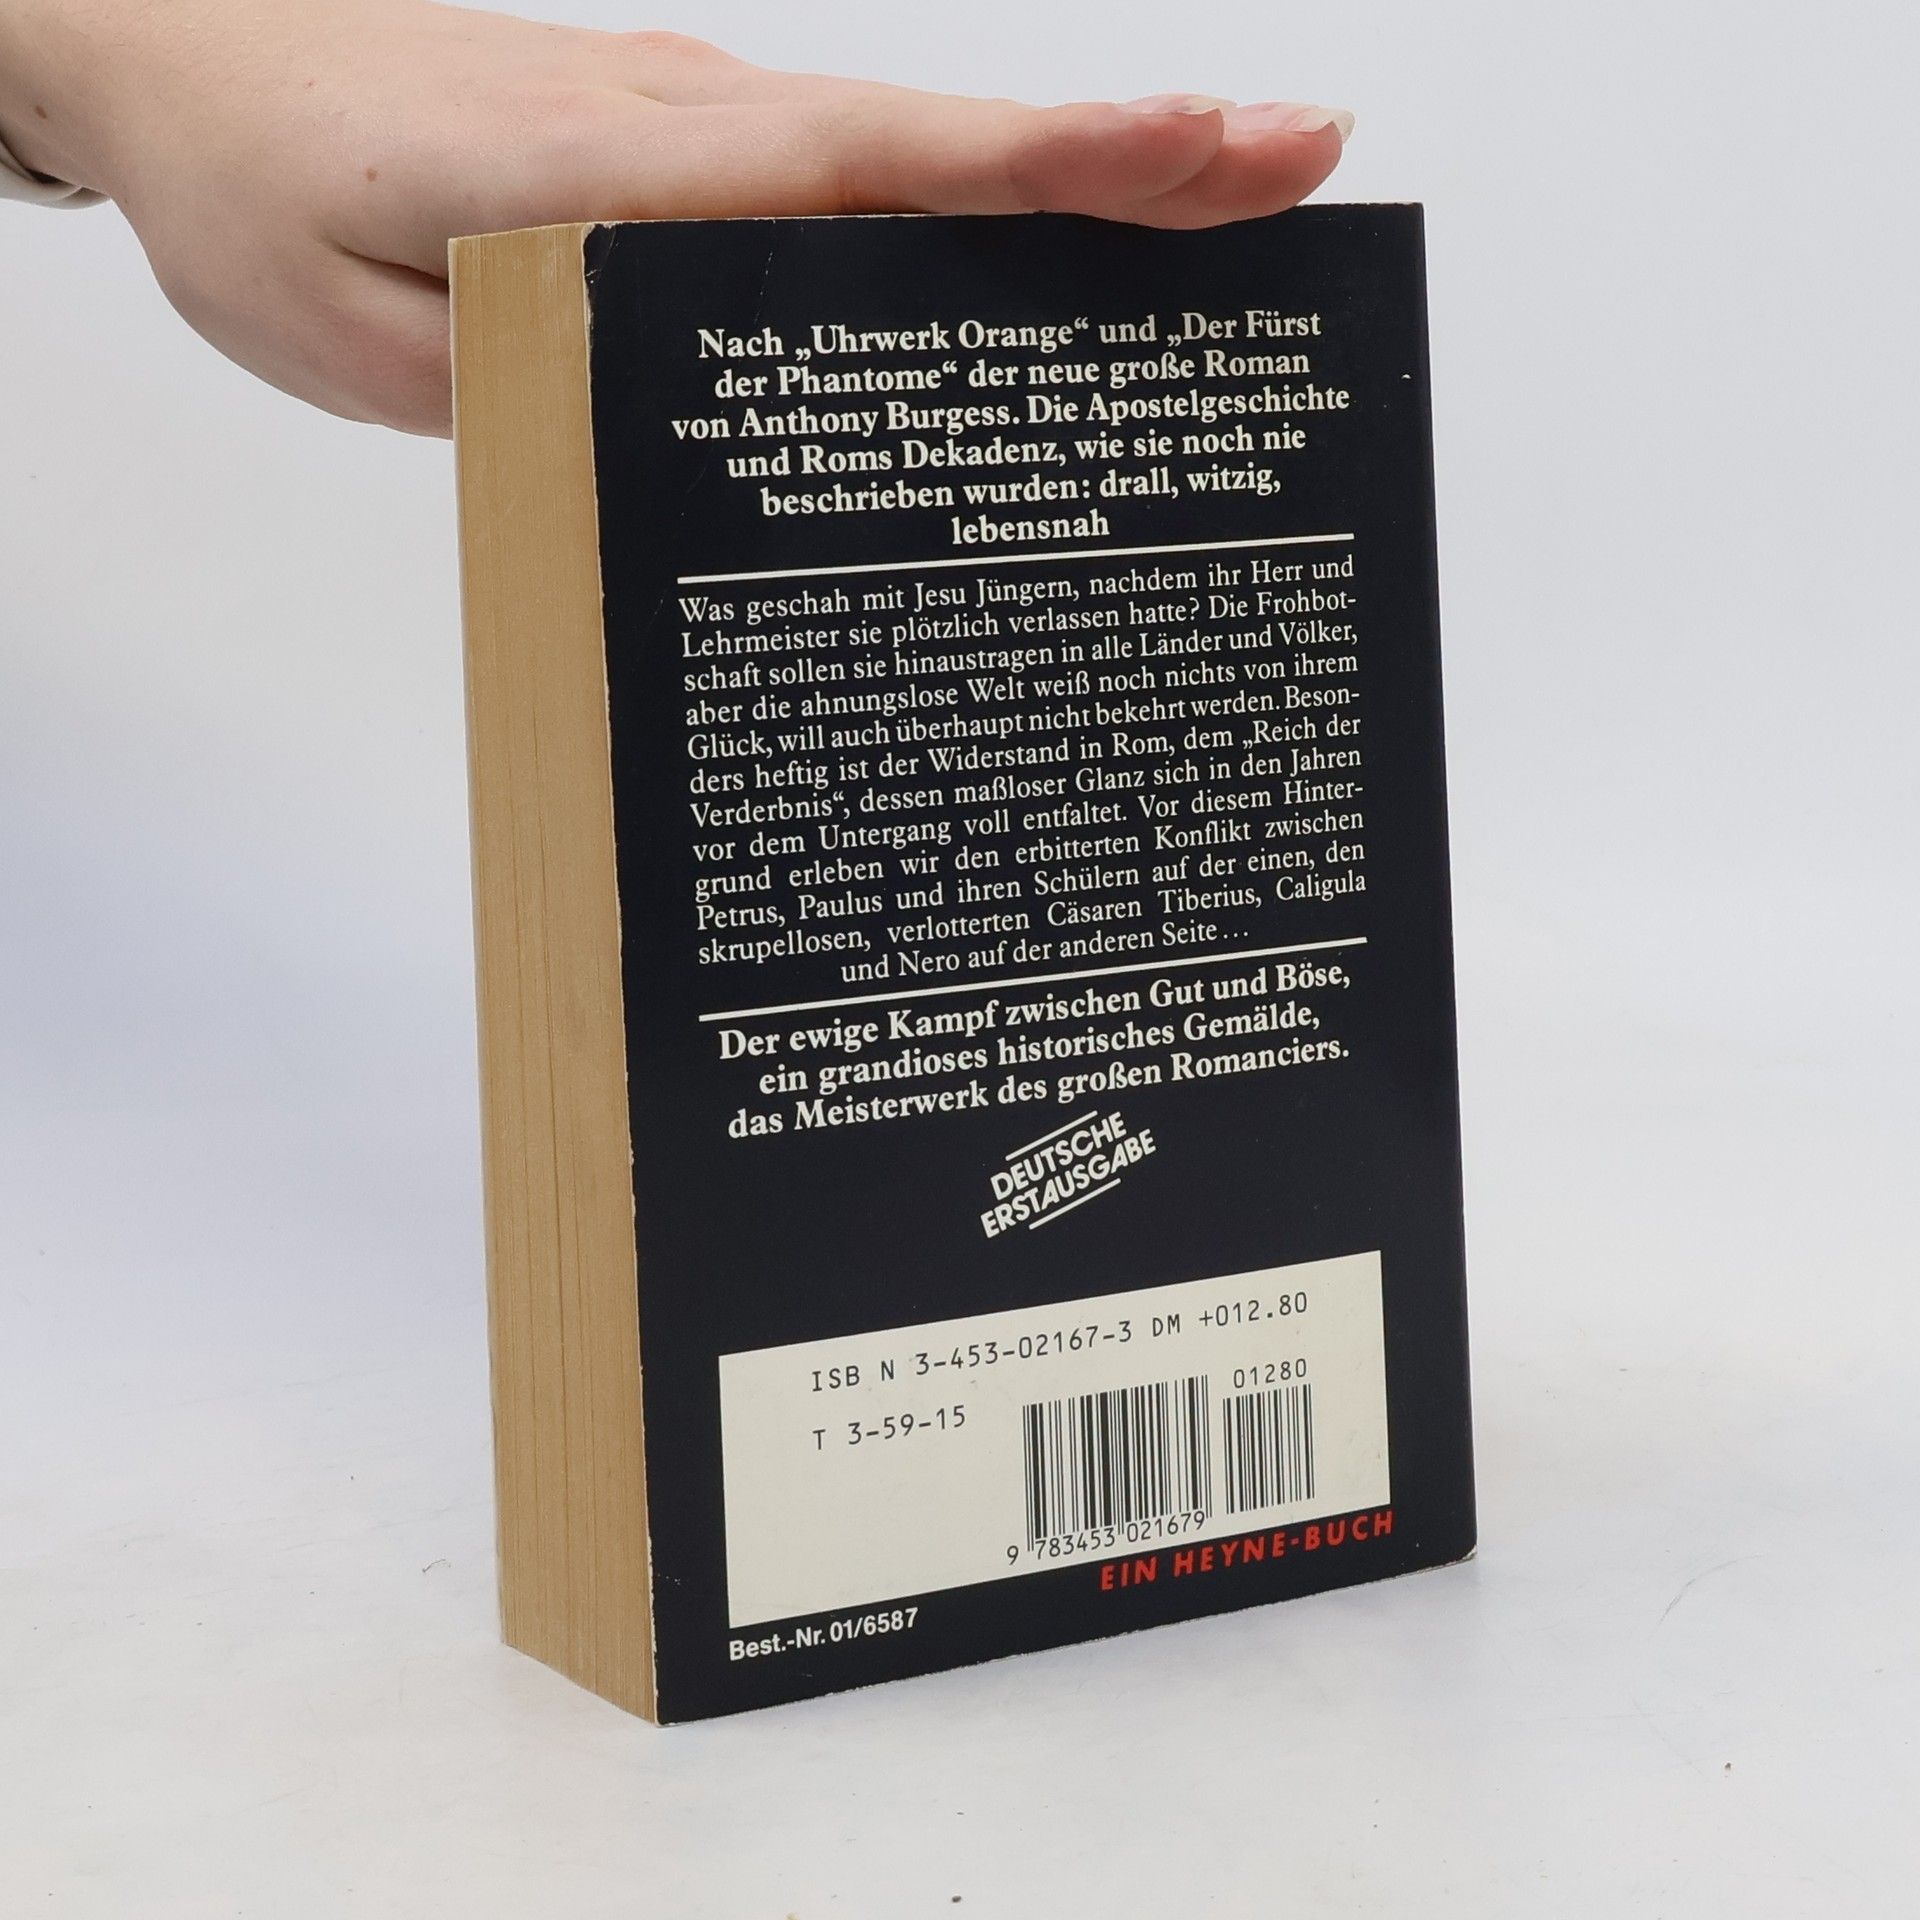 Nach „Uhrwerk Orange“ und „Der Fürst
der Phantome“ der neue große Roman
von Anthony Burgess. Die Apostelgeschichte
und Roms Dekadenz, wie sie noch nie
beschrieben wurden: drall, witzig,
lebensnah
Was geschah mit Jesu Jüngern, nachdem ihr Herr und
Lehrmeister sie plötzlich verlassen hatte? Die Frohbot-
schaft sollen sie hinaustragen in alle Länder und Völker,
aber die ahnungslose Welt weiß noch nichts von ihrem
Glück, will auch überhaupt nicht bekehrt werden. Beson-
ders heftig ist der Widerstand in Rom, dem „Reich der
Verderbnis“, dessen maßloser Glanz sich in den Jahren
vor dem Untergang voll entfaltet. Vor diesem Hinter-
grund erleben wir den erbitterten Konflikt zwischen
Petrus, Paulus und ihren Schülern auf der einen, den
skrupellosen, verlotterten Cäsaren Tiberius, Caligula
und Nero auf der anderen Seite...
Der ewige Kampf zwischen Gut und Böse,
ein grandioses historisches Gemälde,
das Meisterwerk des großen Romanciers.
DEUTSCHE
ERSTAUSGABE
ISB N 3-453-02167-3 DM +012.80
01280
T 3-59-15
9 783453 021679
EIN HEYNE-BUCH
Best.-Nr. 01/6587